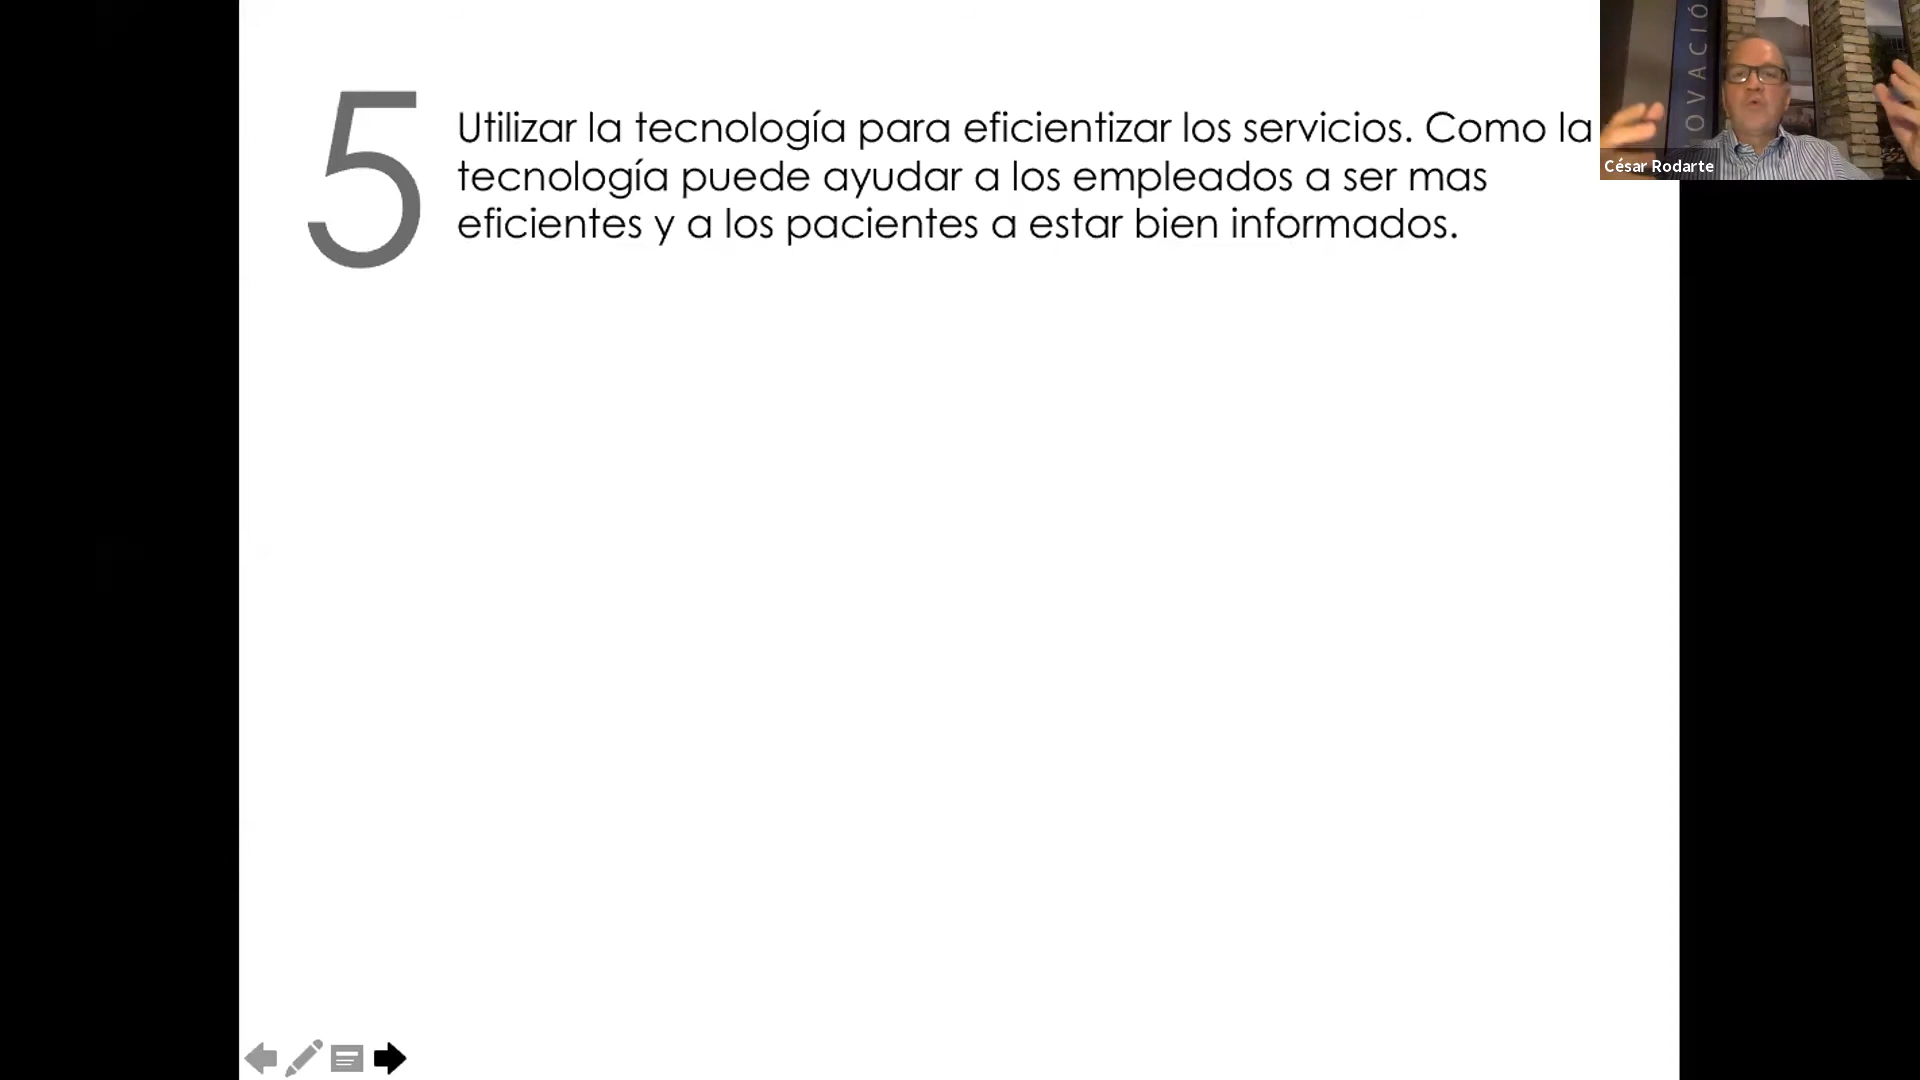 5
Utilizar la tecnología para eficientizar los servicios. Como la
tecnología puede ayudar a los empleados a ser mas
eficientes y a los pacientes a estar bien informados.
OVACIÓ
César Rodarte